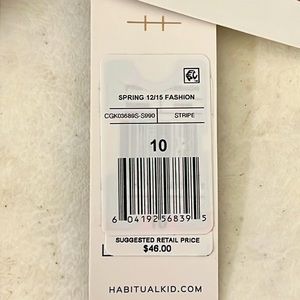 SPRING 12/15 FASHION
CGK03689S-S990 STRIPE
10
6 04192 56839 5
SUGGESTED RETAIL PRICE
$46.00
HABITUALKID.COM